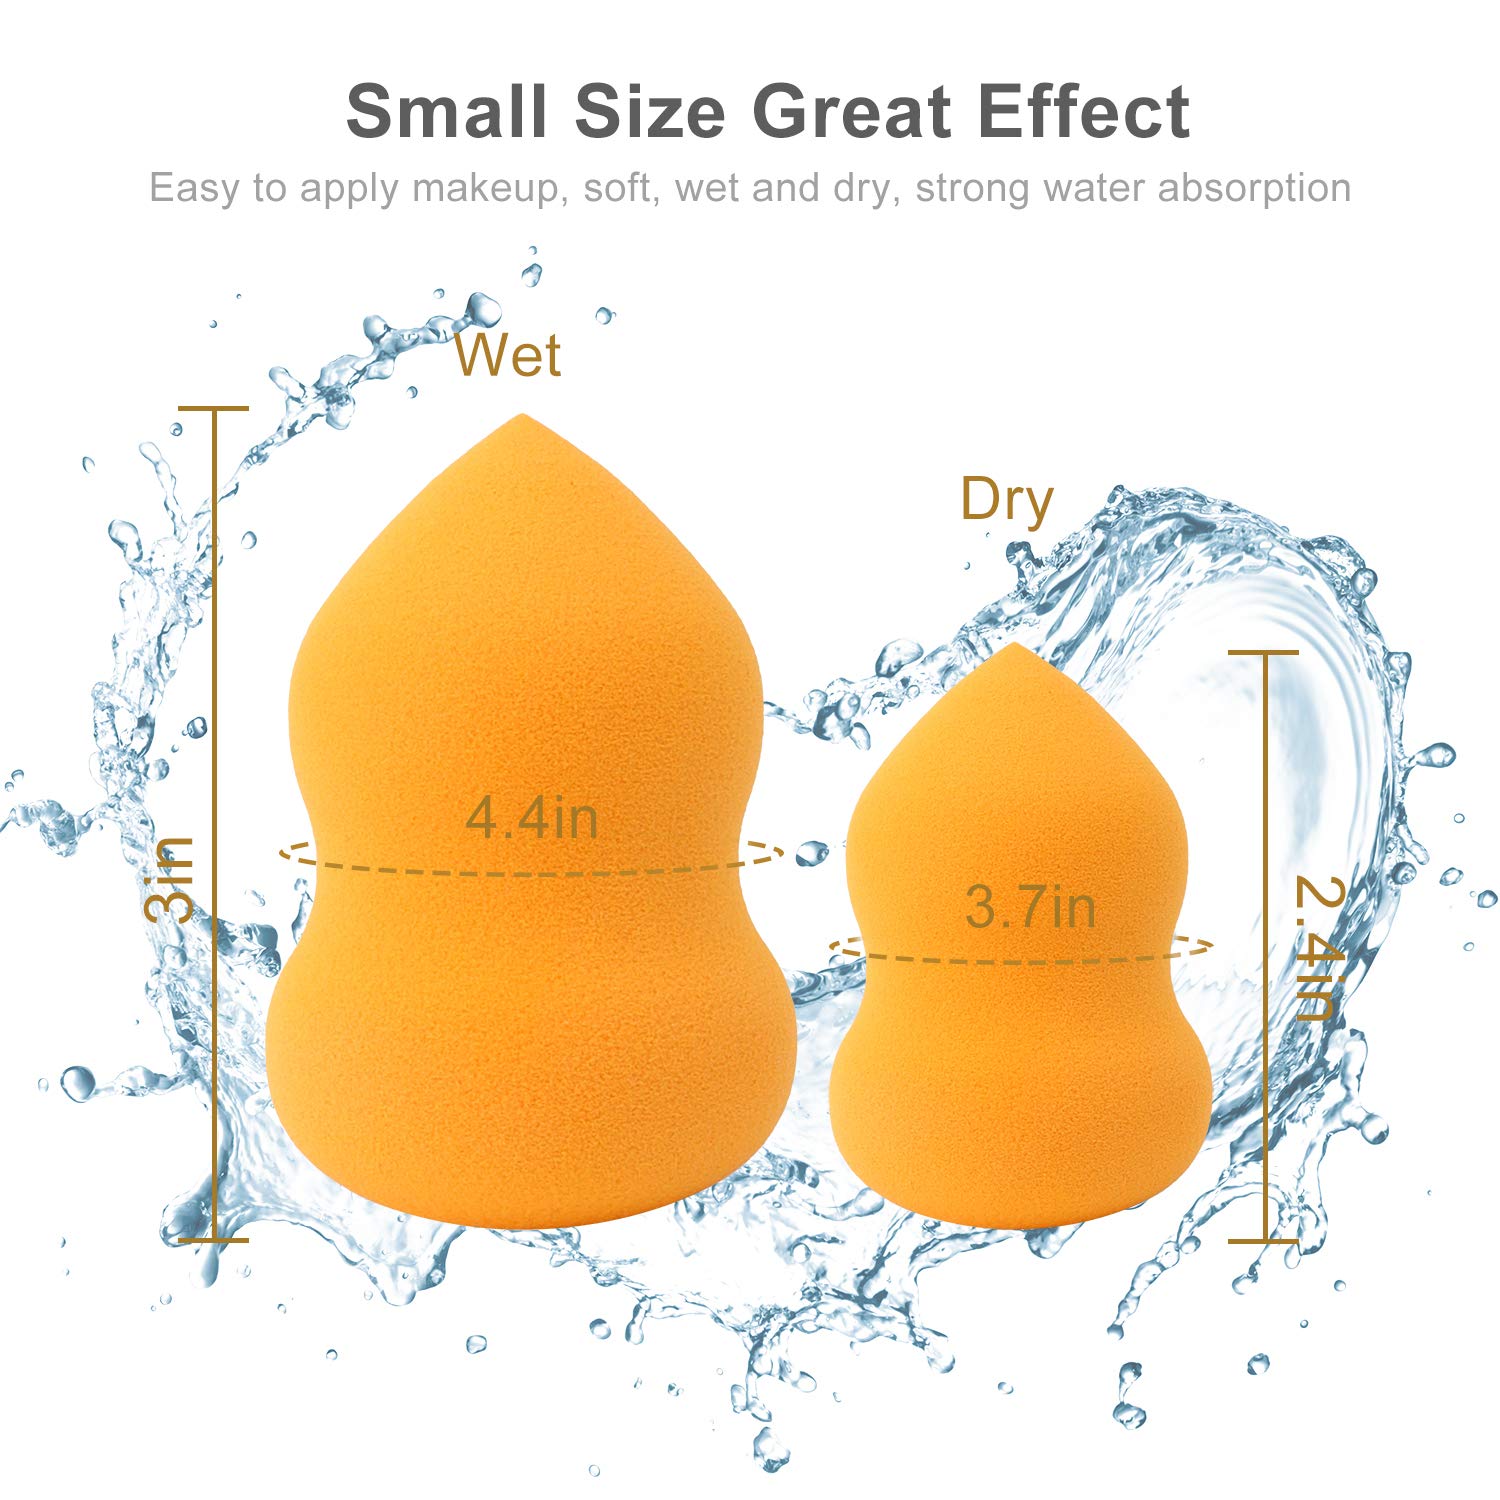 Small Size Great Effect
Easy to apply makeup, soft, wet and dry, strong water absorption
Wet
Dry
4.4in
3in
3.7in
2.4in